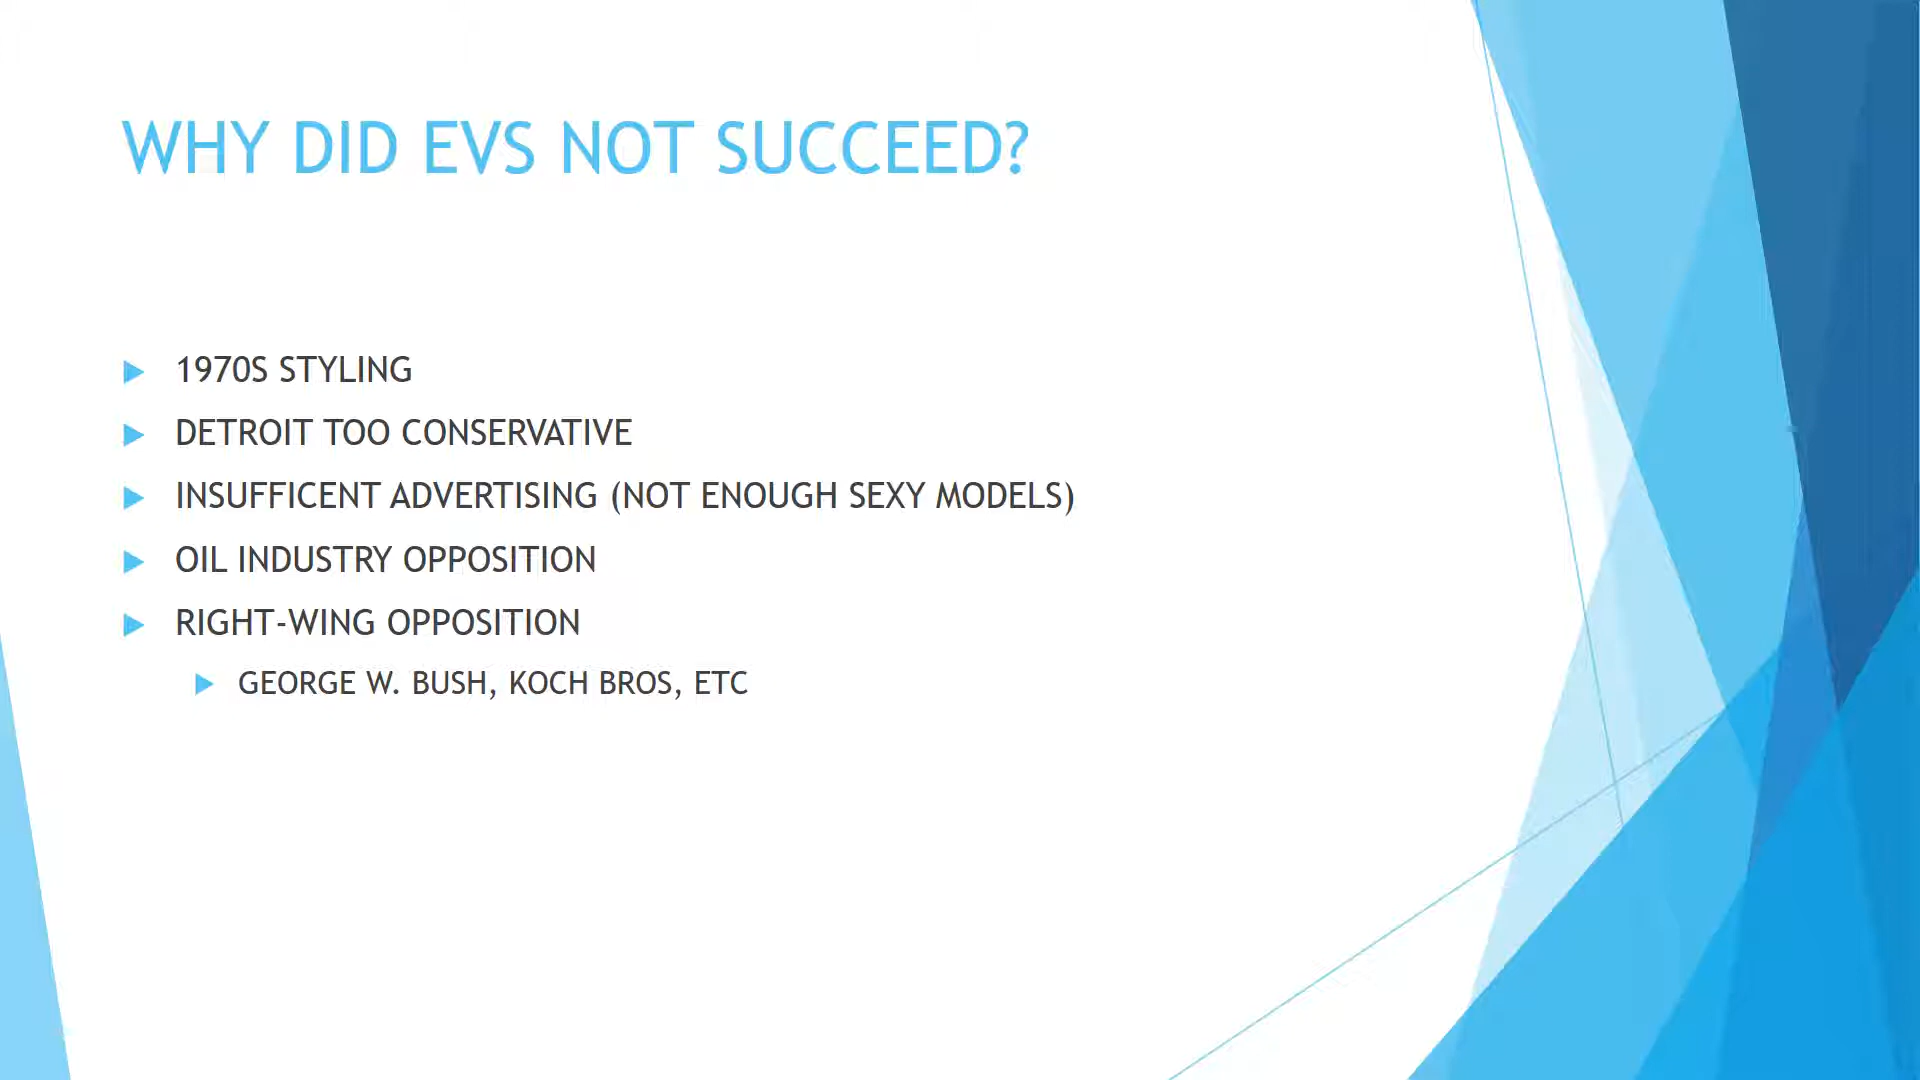 WHY DID EVS NOT SUCCEED?
1970S STYLING
DETROIT TOO CONSERVATIVE
INSUFFICENT ADVERTISING (NOT ENOUGH SEXY MODELS)
OIL INDUSTRY OPPOSITION
RIGHT-WING OPPOSITION
GEORGE W. BUSH, KOCH BROS, ETC